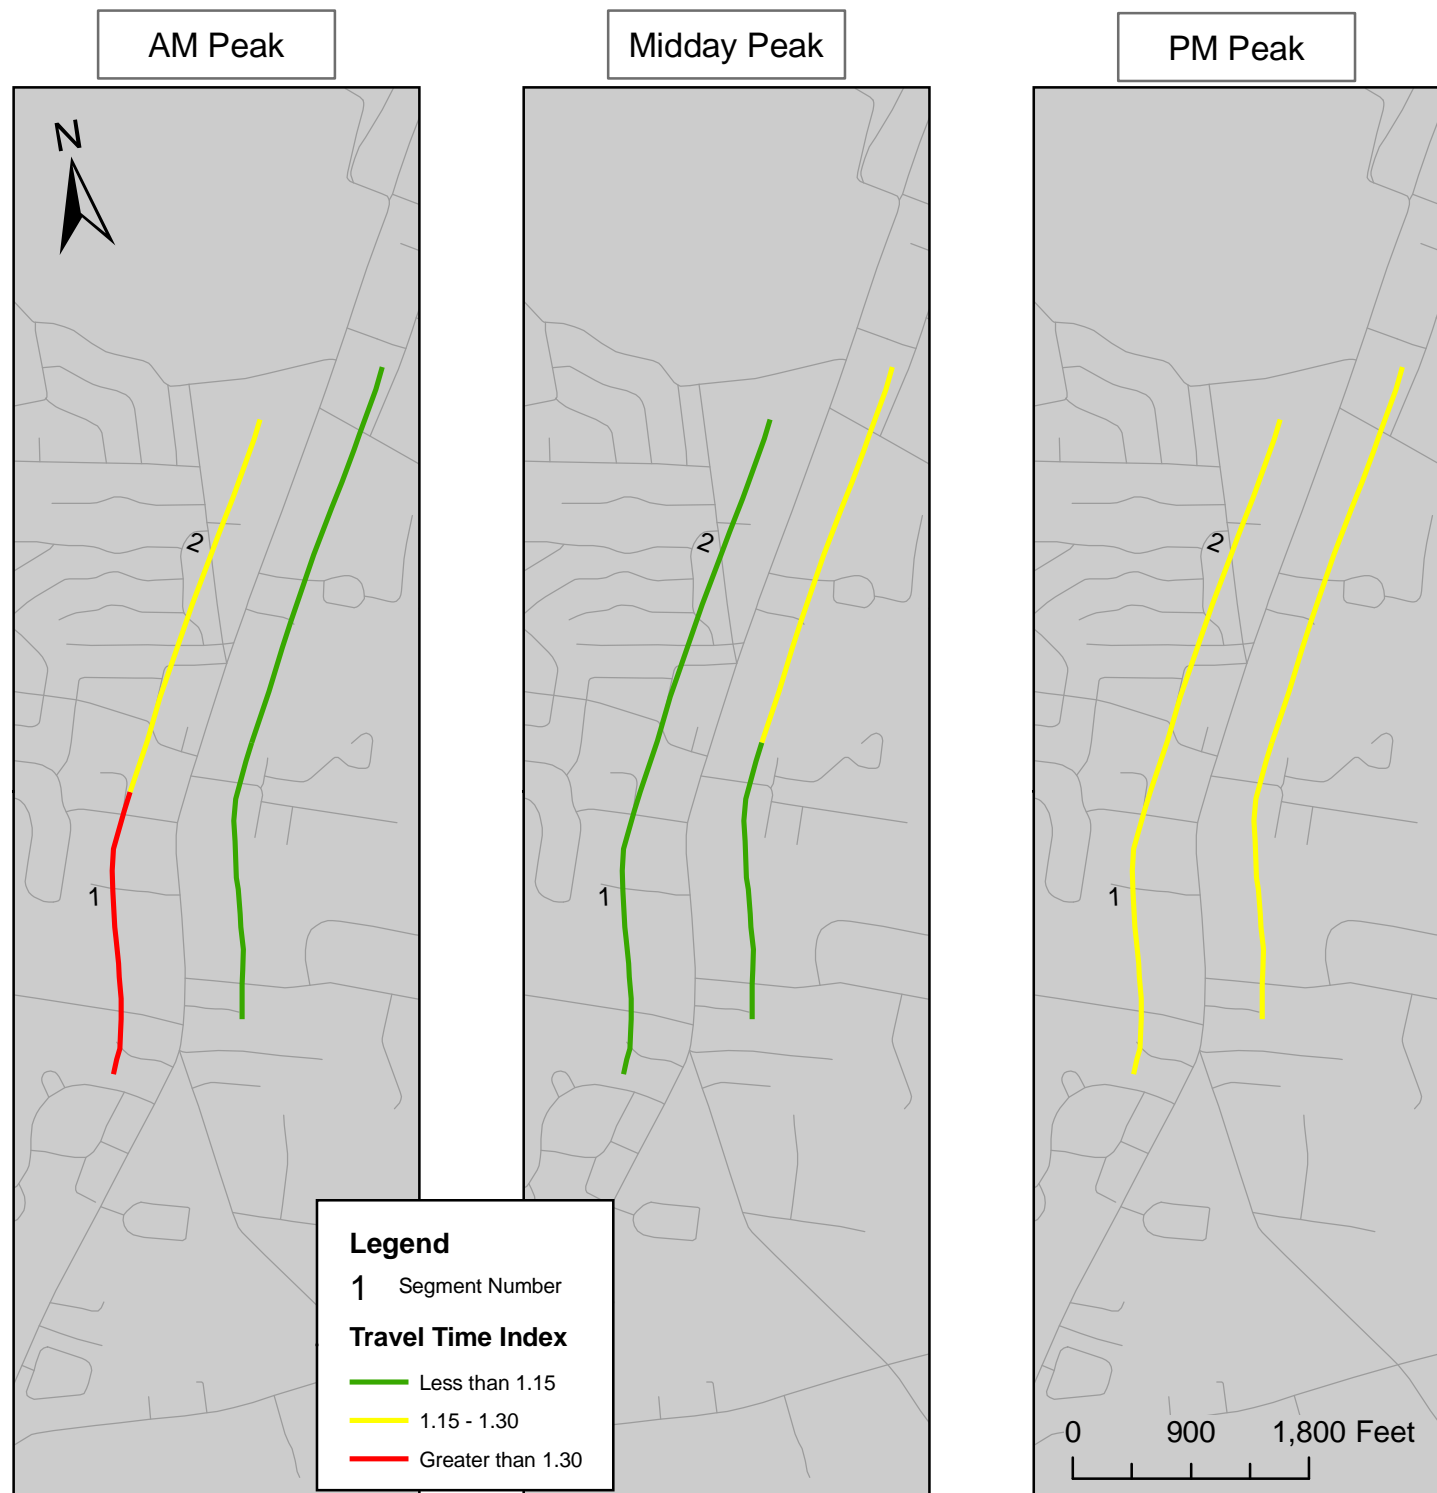 AM Peak
Midday Peak
PM Peak
N
2
2
2
1
1
1
Legend
1 Segment Number
Travel Time Index
Less than 1.15
1.15 - 1.30
Greater than 1.30
0 900 1,800 Feet